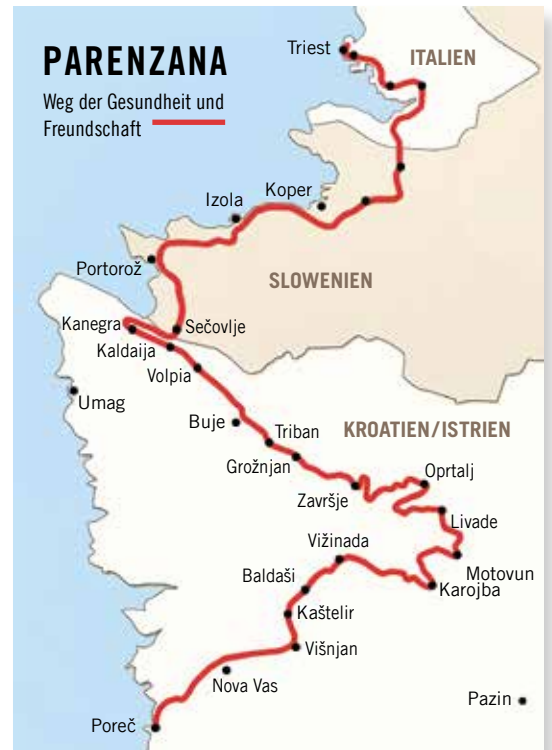 PARENZANA
Weg der Gesundheit und
Freundschaft
Triest
ITALIEN
Izola
Koper
Portorož
SLOWENIEN
Kanegra
Sečovlje
Kaldaija
Volpia
Umag
Buje
Triban
KROATIEN/ISTRIEN
Grožnjan
Oprtalj
Završje
Livade
Vižinada
Motovun
Baldaši
Karojba
Kaštelir
Višnjan
Nova Vas
Pazin
Poreč